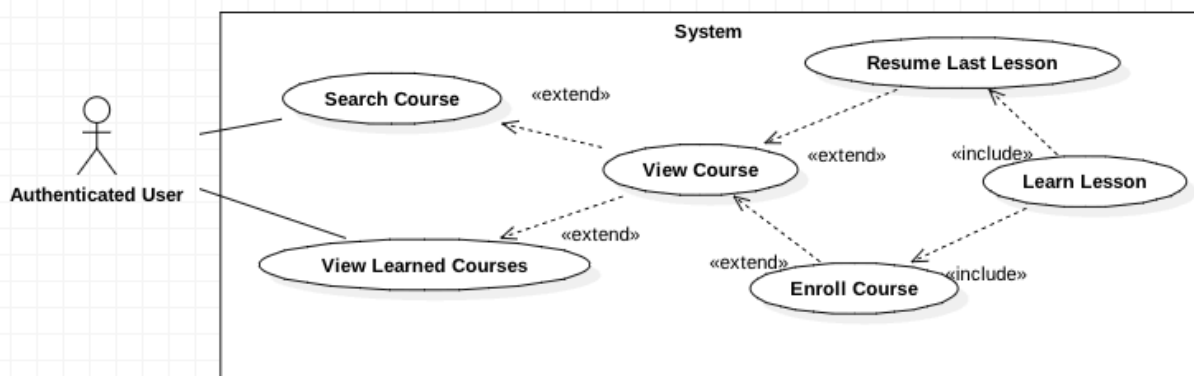 System
Resume Last Lesson
Search Course
«extend»
«extend»
«include»
View Course
Learn Lesson
Authenticated User
«extend»
View Learned Courses
«extend»
«include»
Enroll Course